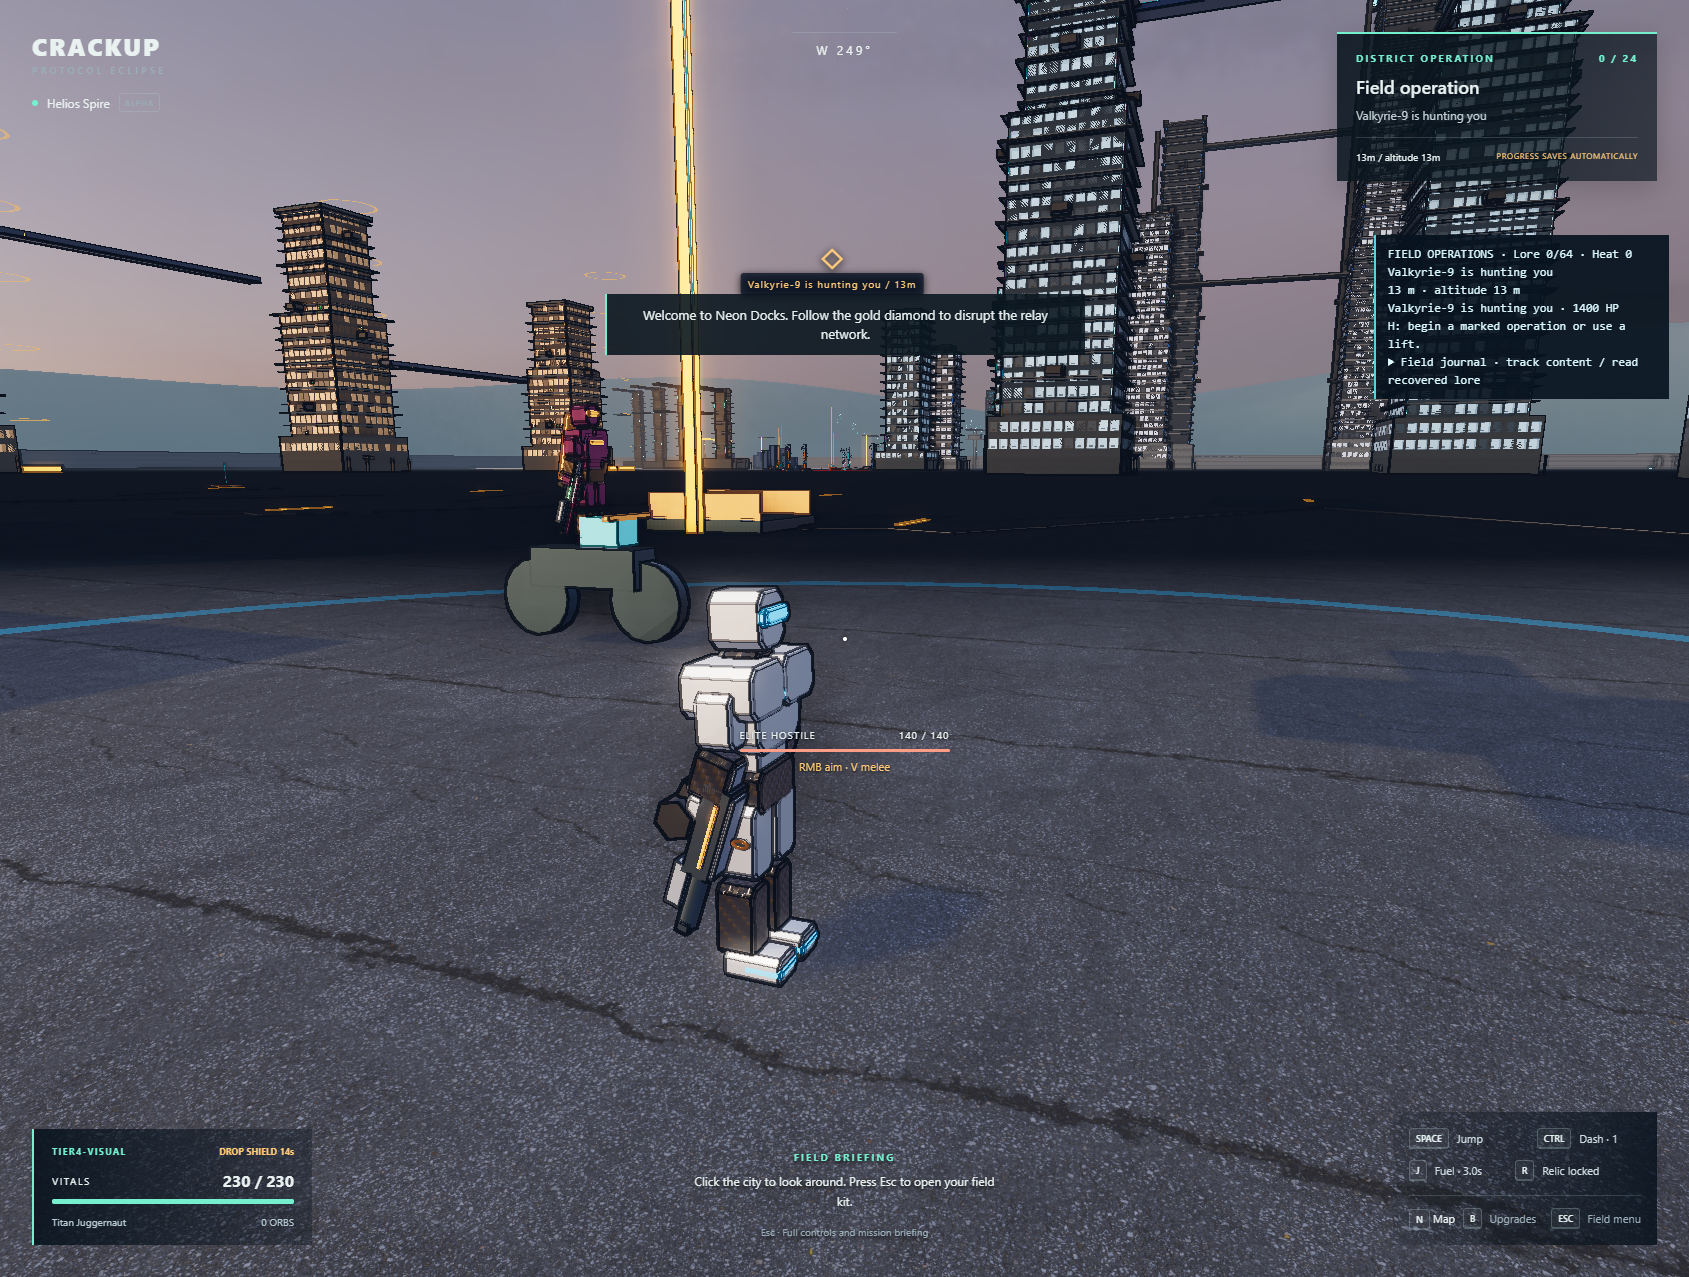 CRACKUP
PROTOCOL ECLIPSE
Helios Spire ALPHA
W 249°
DISTRICT OPERATION 0 / 24
Field operation
Valkyrie-9 is hunting you
13m / altitude 13m PROGRESS SAVES AUTOMATICALLY
FIELD OPERATIONS · Lore 0/64 · Heat 0
Valkyrie-9 is hunting you
13 m · altitude 13 m
Valkyrie-9 is hunting you · 1400 HP
H: begin a marked operation or use a
lift.
▶ Field journal · track content / read
recovered lore
Valkyrie-9 is hunting you / 13m
Welcome to Neon Docks. Follow the gold diamond to disrupt the relay
network.
ELITE HOSTILE 140 / 140
RMB aim · V melee
TIER4-VISUAL DROP SHIELD 14s
VITALS 230 / 230
Titan Juggernaut 0 ORBS
FIELD BRIEFING
Click the city to look around. Press Esc to open your field
kit.
Esc · Full controls and mission briefing
SPACE Jump CTRL Dash · 1
J Fuel · 3.0s R Relic locked
N Map B Upgrades ESC Field menu